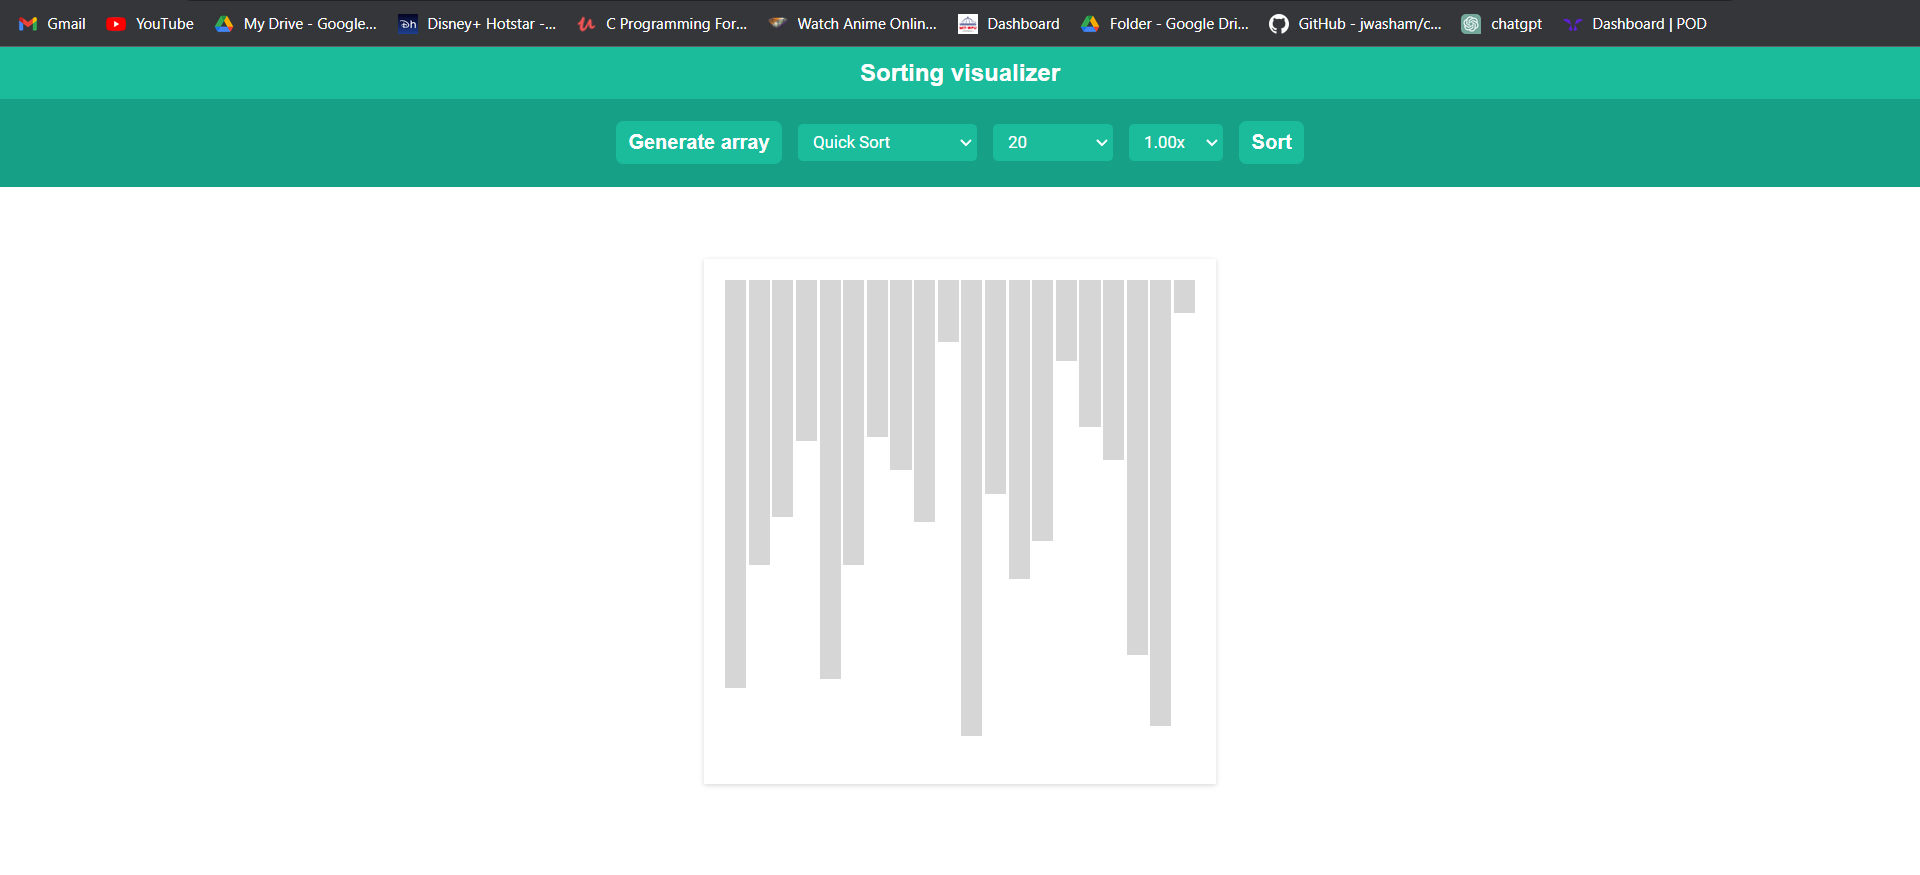 Gmail YouTube My Drive - Google... Disney+ Hotstar -... C Programming For... Watch Anime Onlin... Dashboard Folder - Google Dri... GitHub - jwasham/c... chatgpt Dashboard | POD
Sorting visualizer
Generate array Quick Sort 20 1.00x Sort